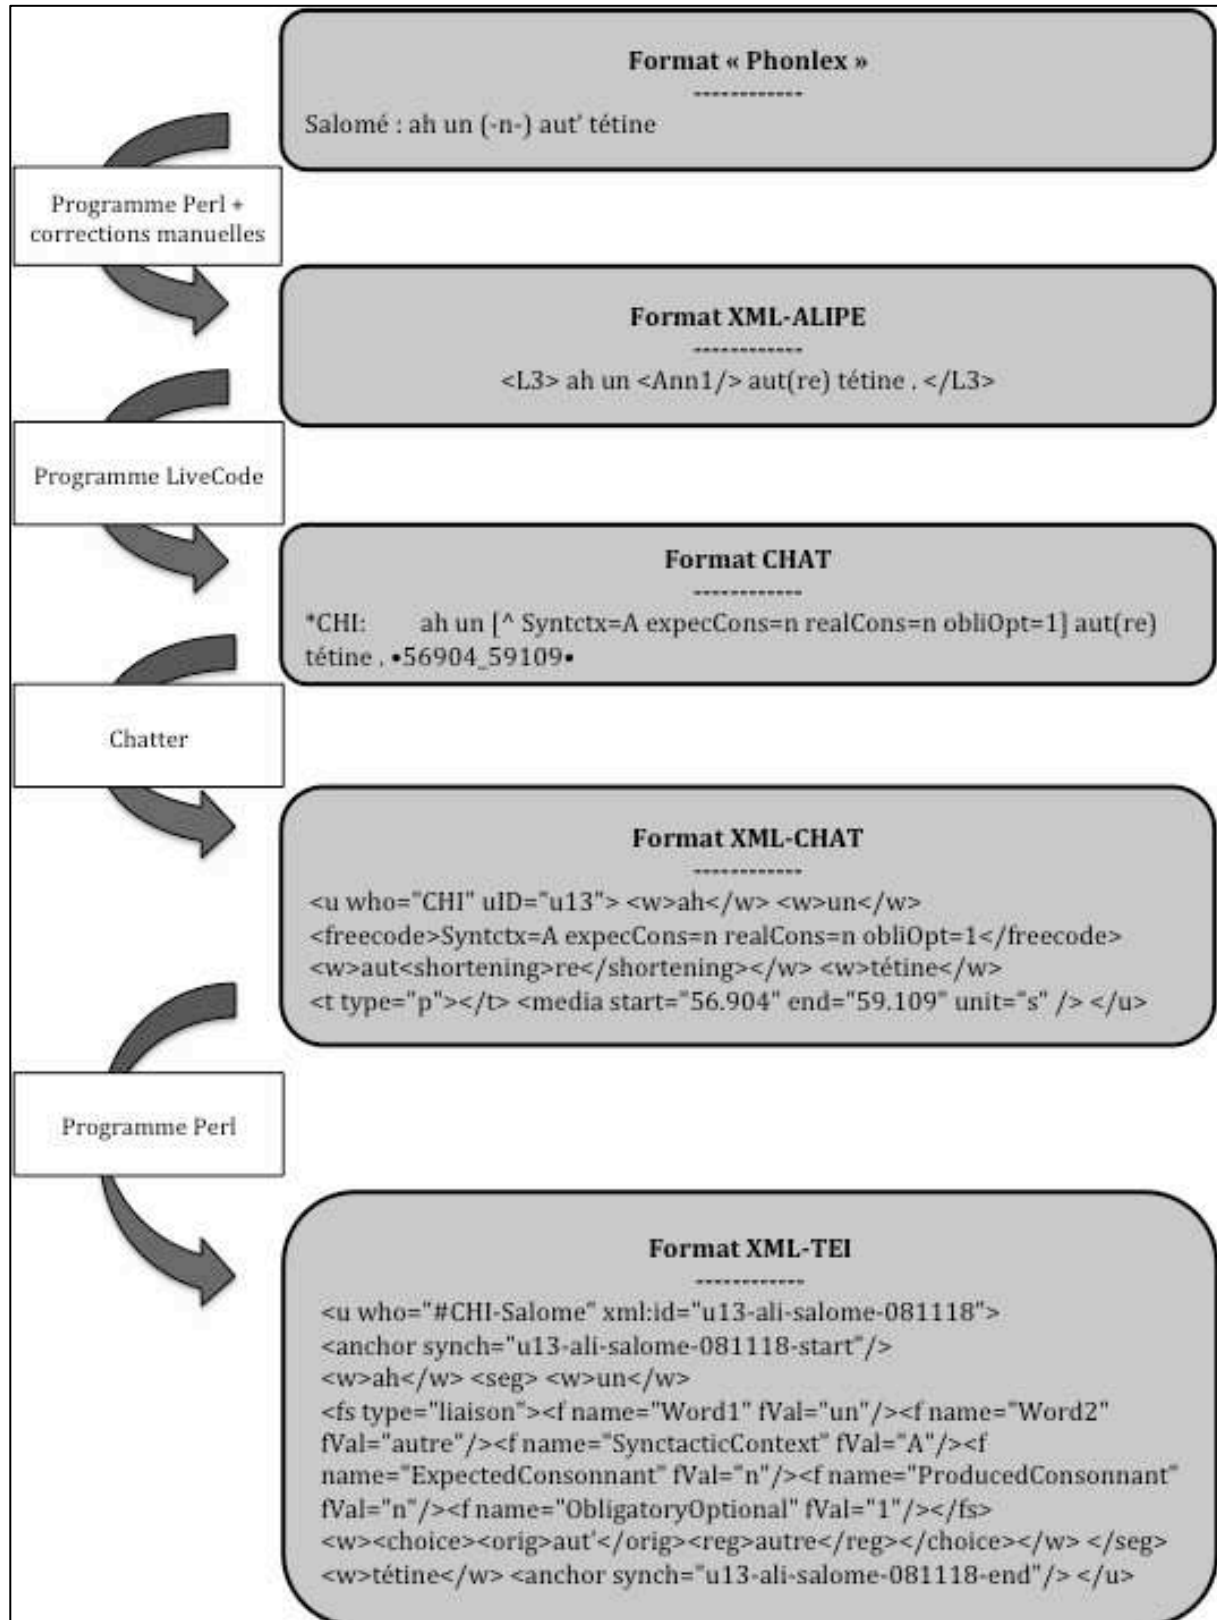 Format « Phonlex »
------------
Salomé : ah un (-n-) aut' tétine
Programme Perl +
corrections manuelles
Format XML-ALIPE
------------
<L3> ah un <Ann1/> aut(re) tétine . </L3>
Programme LiveCode
Format CHAT
------------
*CHI: ah un [^ Syntctx=A expecCons=n realCons=n obliOpt=1] aut(re)
tétine . •56904_59109•
Chatter
Format XML-CHAT
------------
<u who="CHI" uID="u13"> <w>ah</w> <w>un</w>
<freecode>Syntctx=A expecCons=n realCons=n obliOpt=1</freecode>
<w>aut<shortening>re</shortening></w> <w>tétine</w>
<t type="p"></t> <media start="56.904" end="59.109" unit="s" /> </u>
Programme Perl
Format XML-TEI
------------
<u who="#CHI-Salome" xml:id="u13-ali-salome-081118">
<anchor synch="u13-ali-salome-081118-start"/>
<w>ah</w> <seg> <w>un</w>
<fs type="liaison"><f name="Word1" fVal="un"/><f name="Word2"
fVal="autre"/><f name="SynctacticContext" fVal="A"/><f
name="ExpectedConsonnant" fVal="n"/><f name="ProducedConsonnant"
fVal="n"/><f name="ObligatoryOptional" fVal="1"/></fs>
<w><choice><orig>aut'</orig><reg>autre</reg></choice></w> </seg>
<w>tétine</w> <anchor synch="u13-ali-salome-081118-end"/> </u>